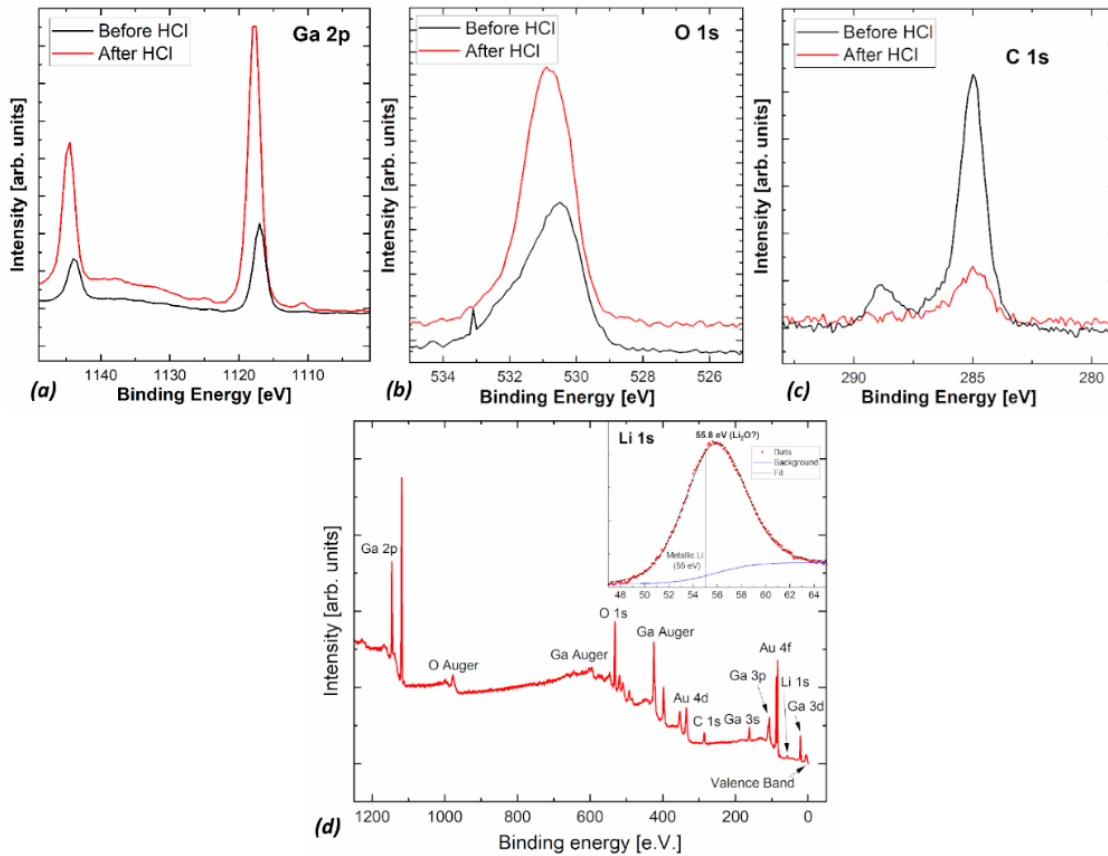 Before HCl
After HCl
Ga 2p
Intensity [arb. units]
1140 1130 1120 1110
Binding Energy [eV]
(a)
Before HCl
After HCl
O 1s
Intensity [arb. units]
534 532 530 528 526
Binding Energy [eV]
(b)
Before HCl
After HCl
C 1s
Intensity [arb. units]
290 285 280
Binding Energy [eV]
(c)
Li 1s
55.8 eV (Li₂O?)
Data
Background
Fit
Metallic Li
(55 eV)
48 50 52 54 56 58 60 62 64
Ga 2p
O Auger
Ga Auger
O 1s
Ga Auger
Au 4d
C 1s
Ga 3s
Ga 3p
Au 4f
Li 1s
Ga 3d
Valence Band
Intensity [arb. units]
1200 1000 800 600 400 200 0
Binding energy [e.V.]
(d)